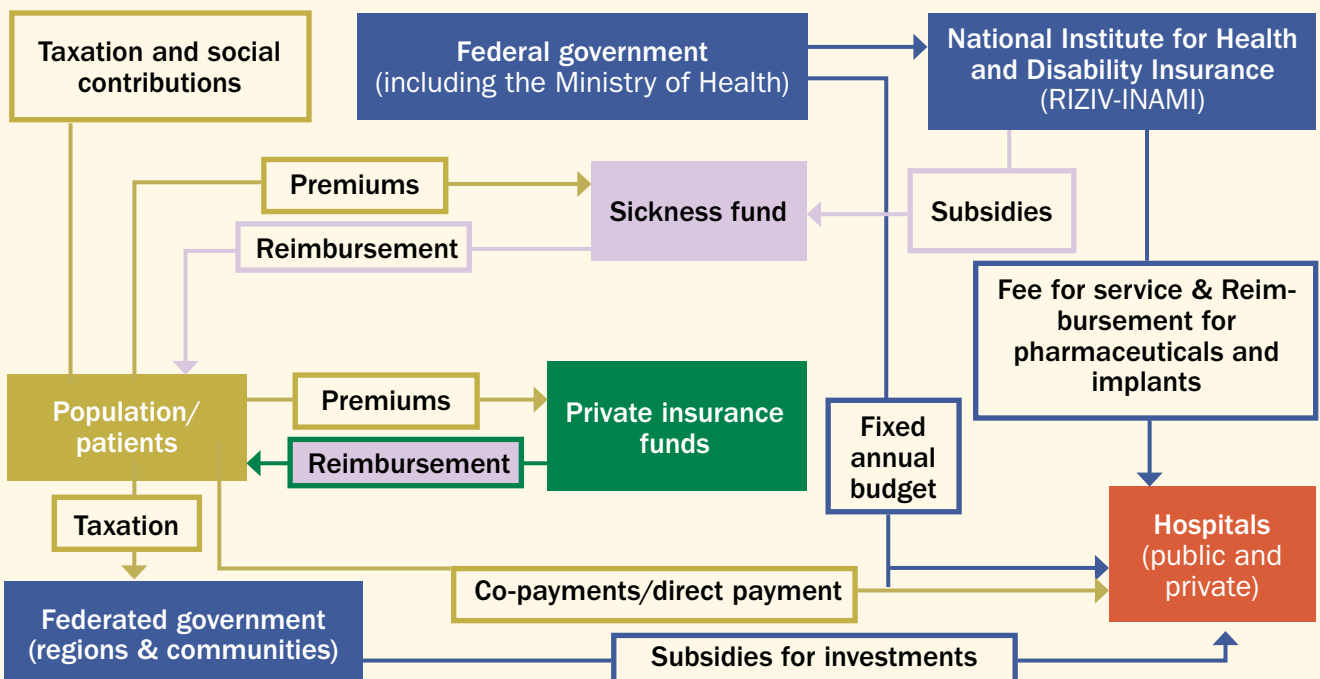 Taxation and social
contributions
Federal government
(including the Ministry of Health)
National Institute for Health
and Disability Insurance
(RIZIV-INAMI)
Premiums
Sickness fund
Subsidies
Reimbursement
Fee for service & Reim-
bursement for
pharmaceuticals and
implants
Population/
patients
Premiums
Private insurance
funds
Reimbursement
Fixed
annual
budget
Taxation
Hospitals
(public and
private)
Co-payments/direct payment
Federated government
(regions & communities)
Subsidies for investments